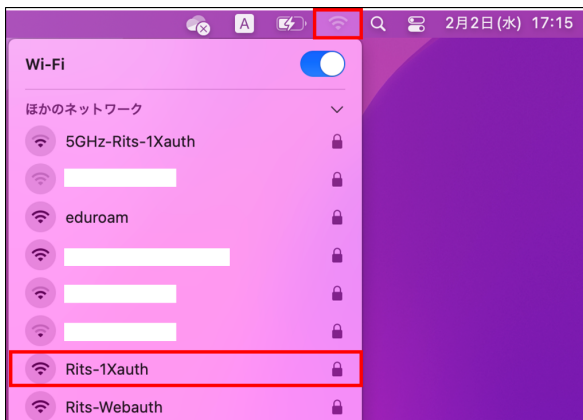 A 2月2日(水) 17:15
Wi-Fi
ほかのネットワーク
5GHz-Rits-1Xauth
eduroam
Rits-1Xauth
Rits-Webauth